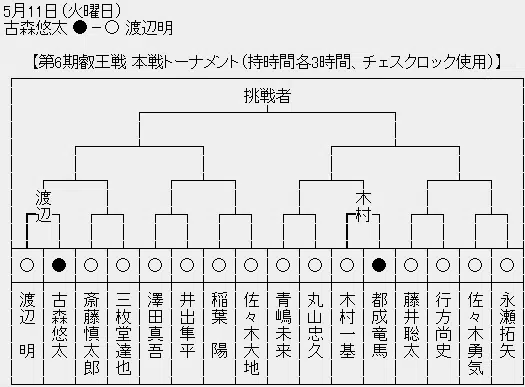 5月11日(火曜日)
古森悠太 ●－○ 渡辺明
【第6期叡王戦 本戦トーナメント(持時間各3時間、チェスクロック使用)】
挑戦者
渡辺
木村
○ ● ○ ○ ○ ○ ○ ○ ○ ○ ○ ● ○ ○ ○ ○
渡辺 明
古森悠太
斎藤慎太郎
三枚堂達也
澤田真吾
井出隼平
稲葉 陽
佐々木大地
青嶋未来
丸山忠久
木村一基
都成竜馬
藤井聡太
行方尚史
佐々木勇気
永瀬拓矢